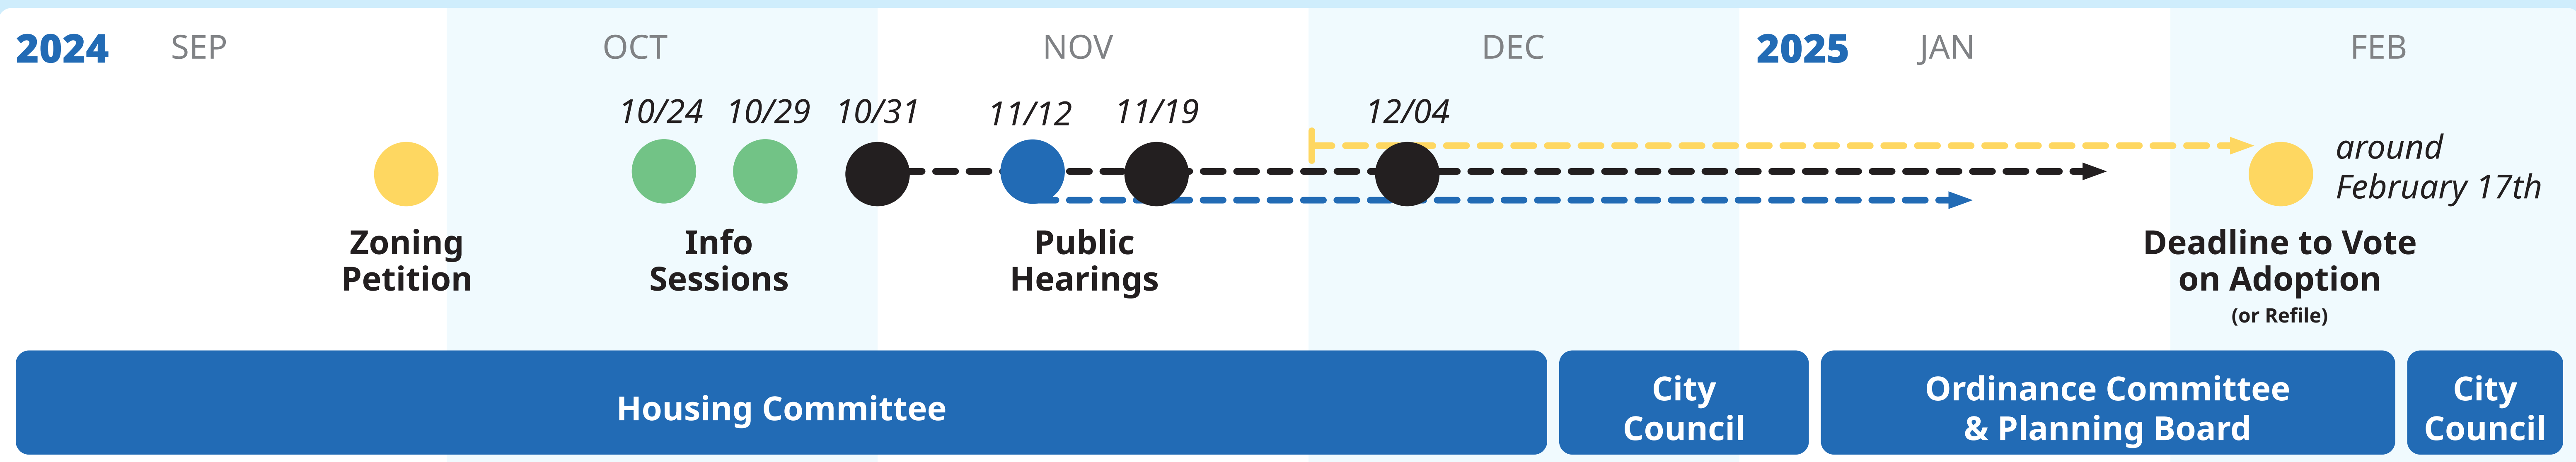 2024 SEP OCT NOV DEC 2025 JAN FEB
10/24 10/29 10/31 11/12 11/19 12/04
around
February 17th
Zoning
Petition
Info
Sessions
Public
Hearings
Deadline to Vote
on Adoption
(or Refile)
Housing Committee
City
Council
Ordinance Committee
& Planning Board
City
Council